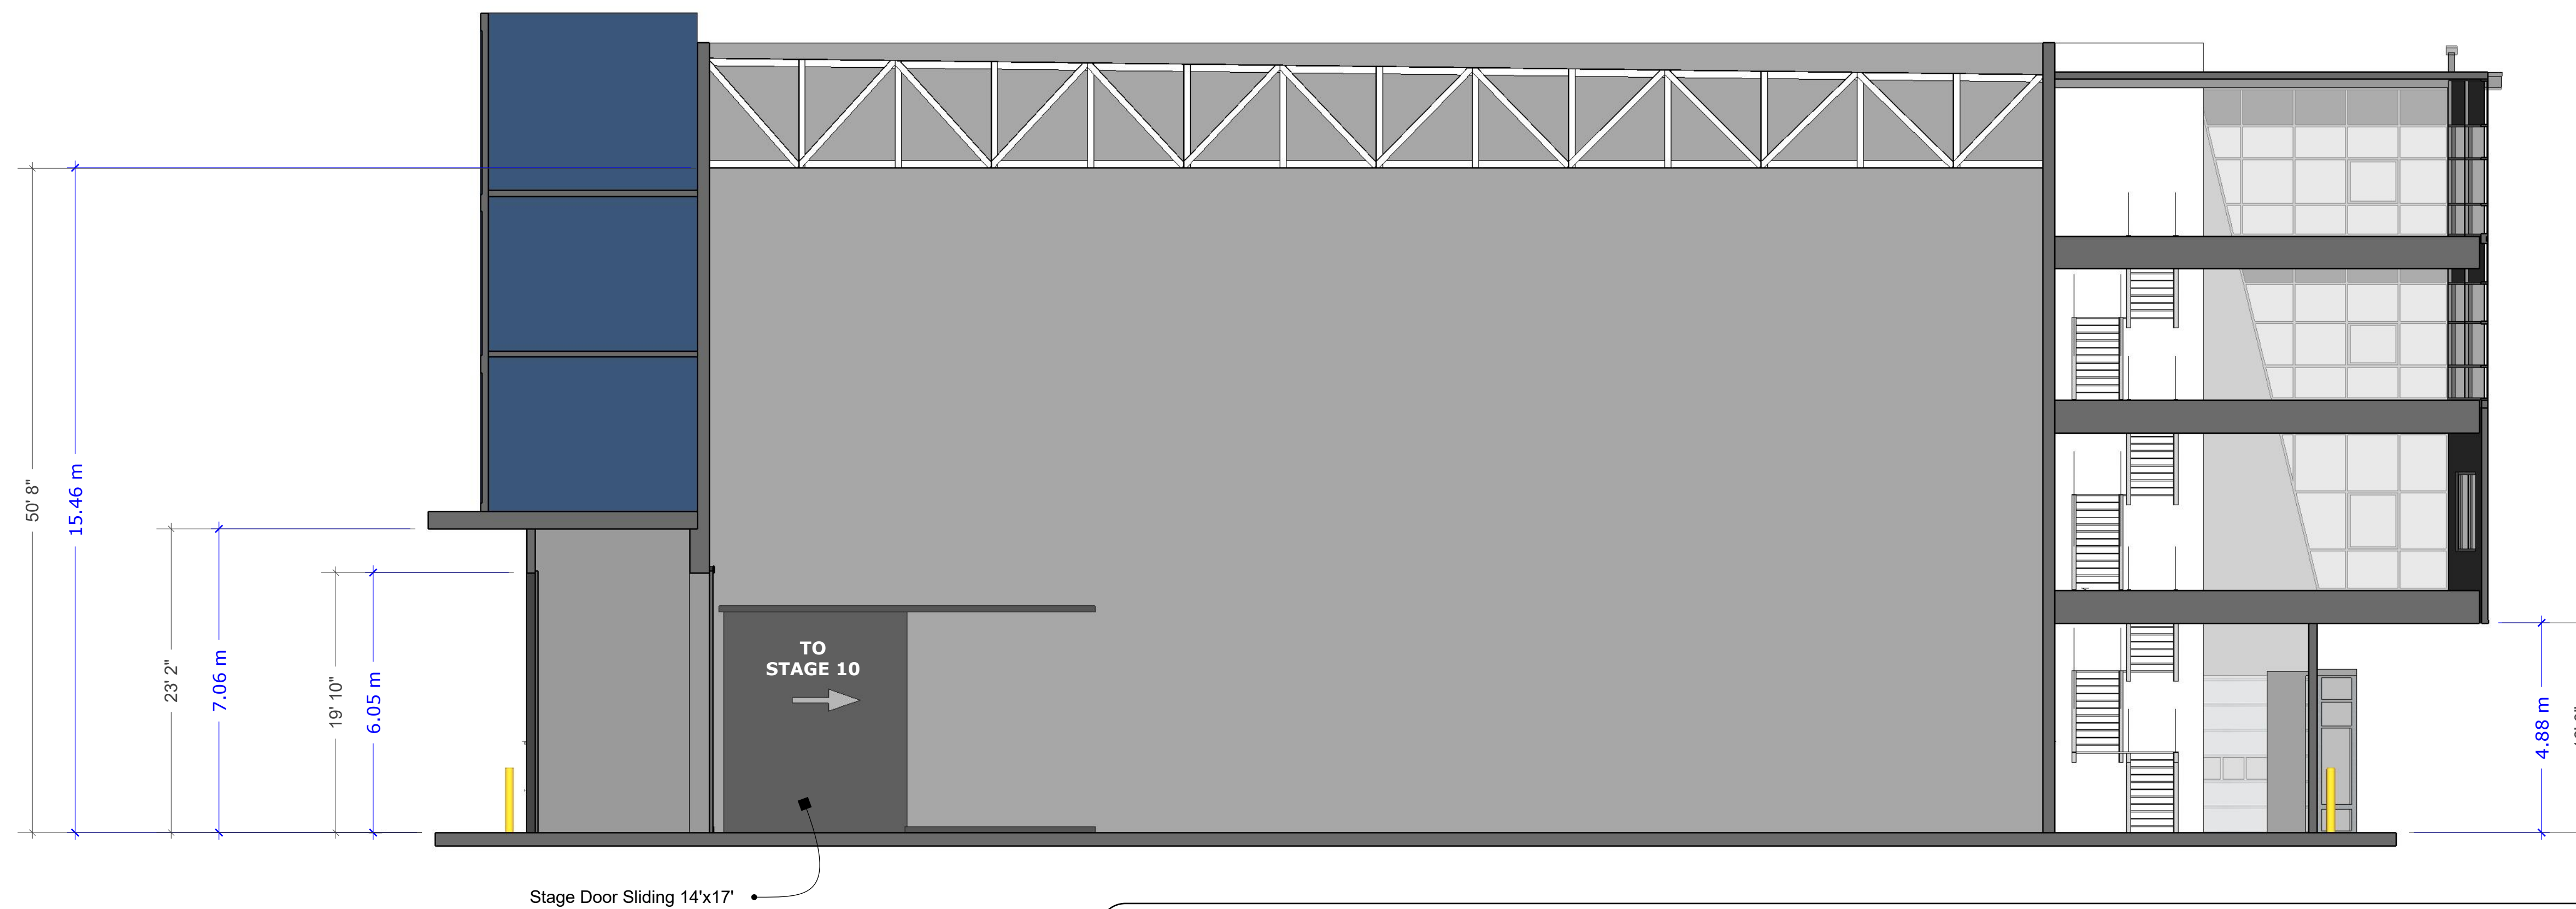 50' 8"
15.46 m
23' 2"
7.06 m
19' 10"
6.05 m
TO
STAGE 10
4.88 m
Stage Door Sliding 14'x17'